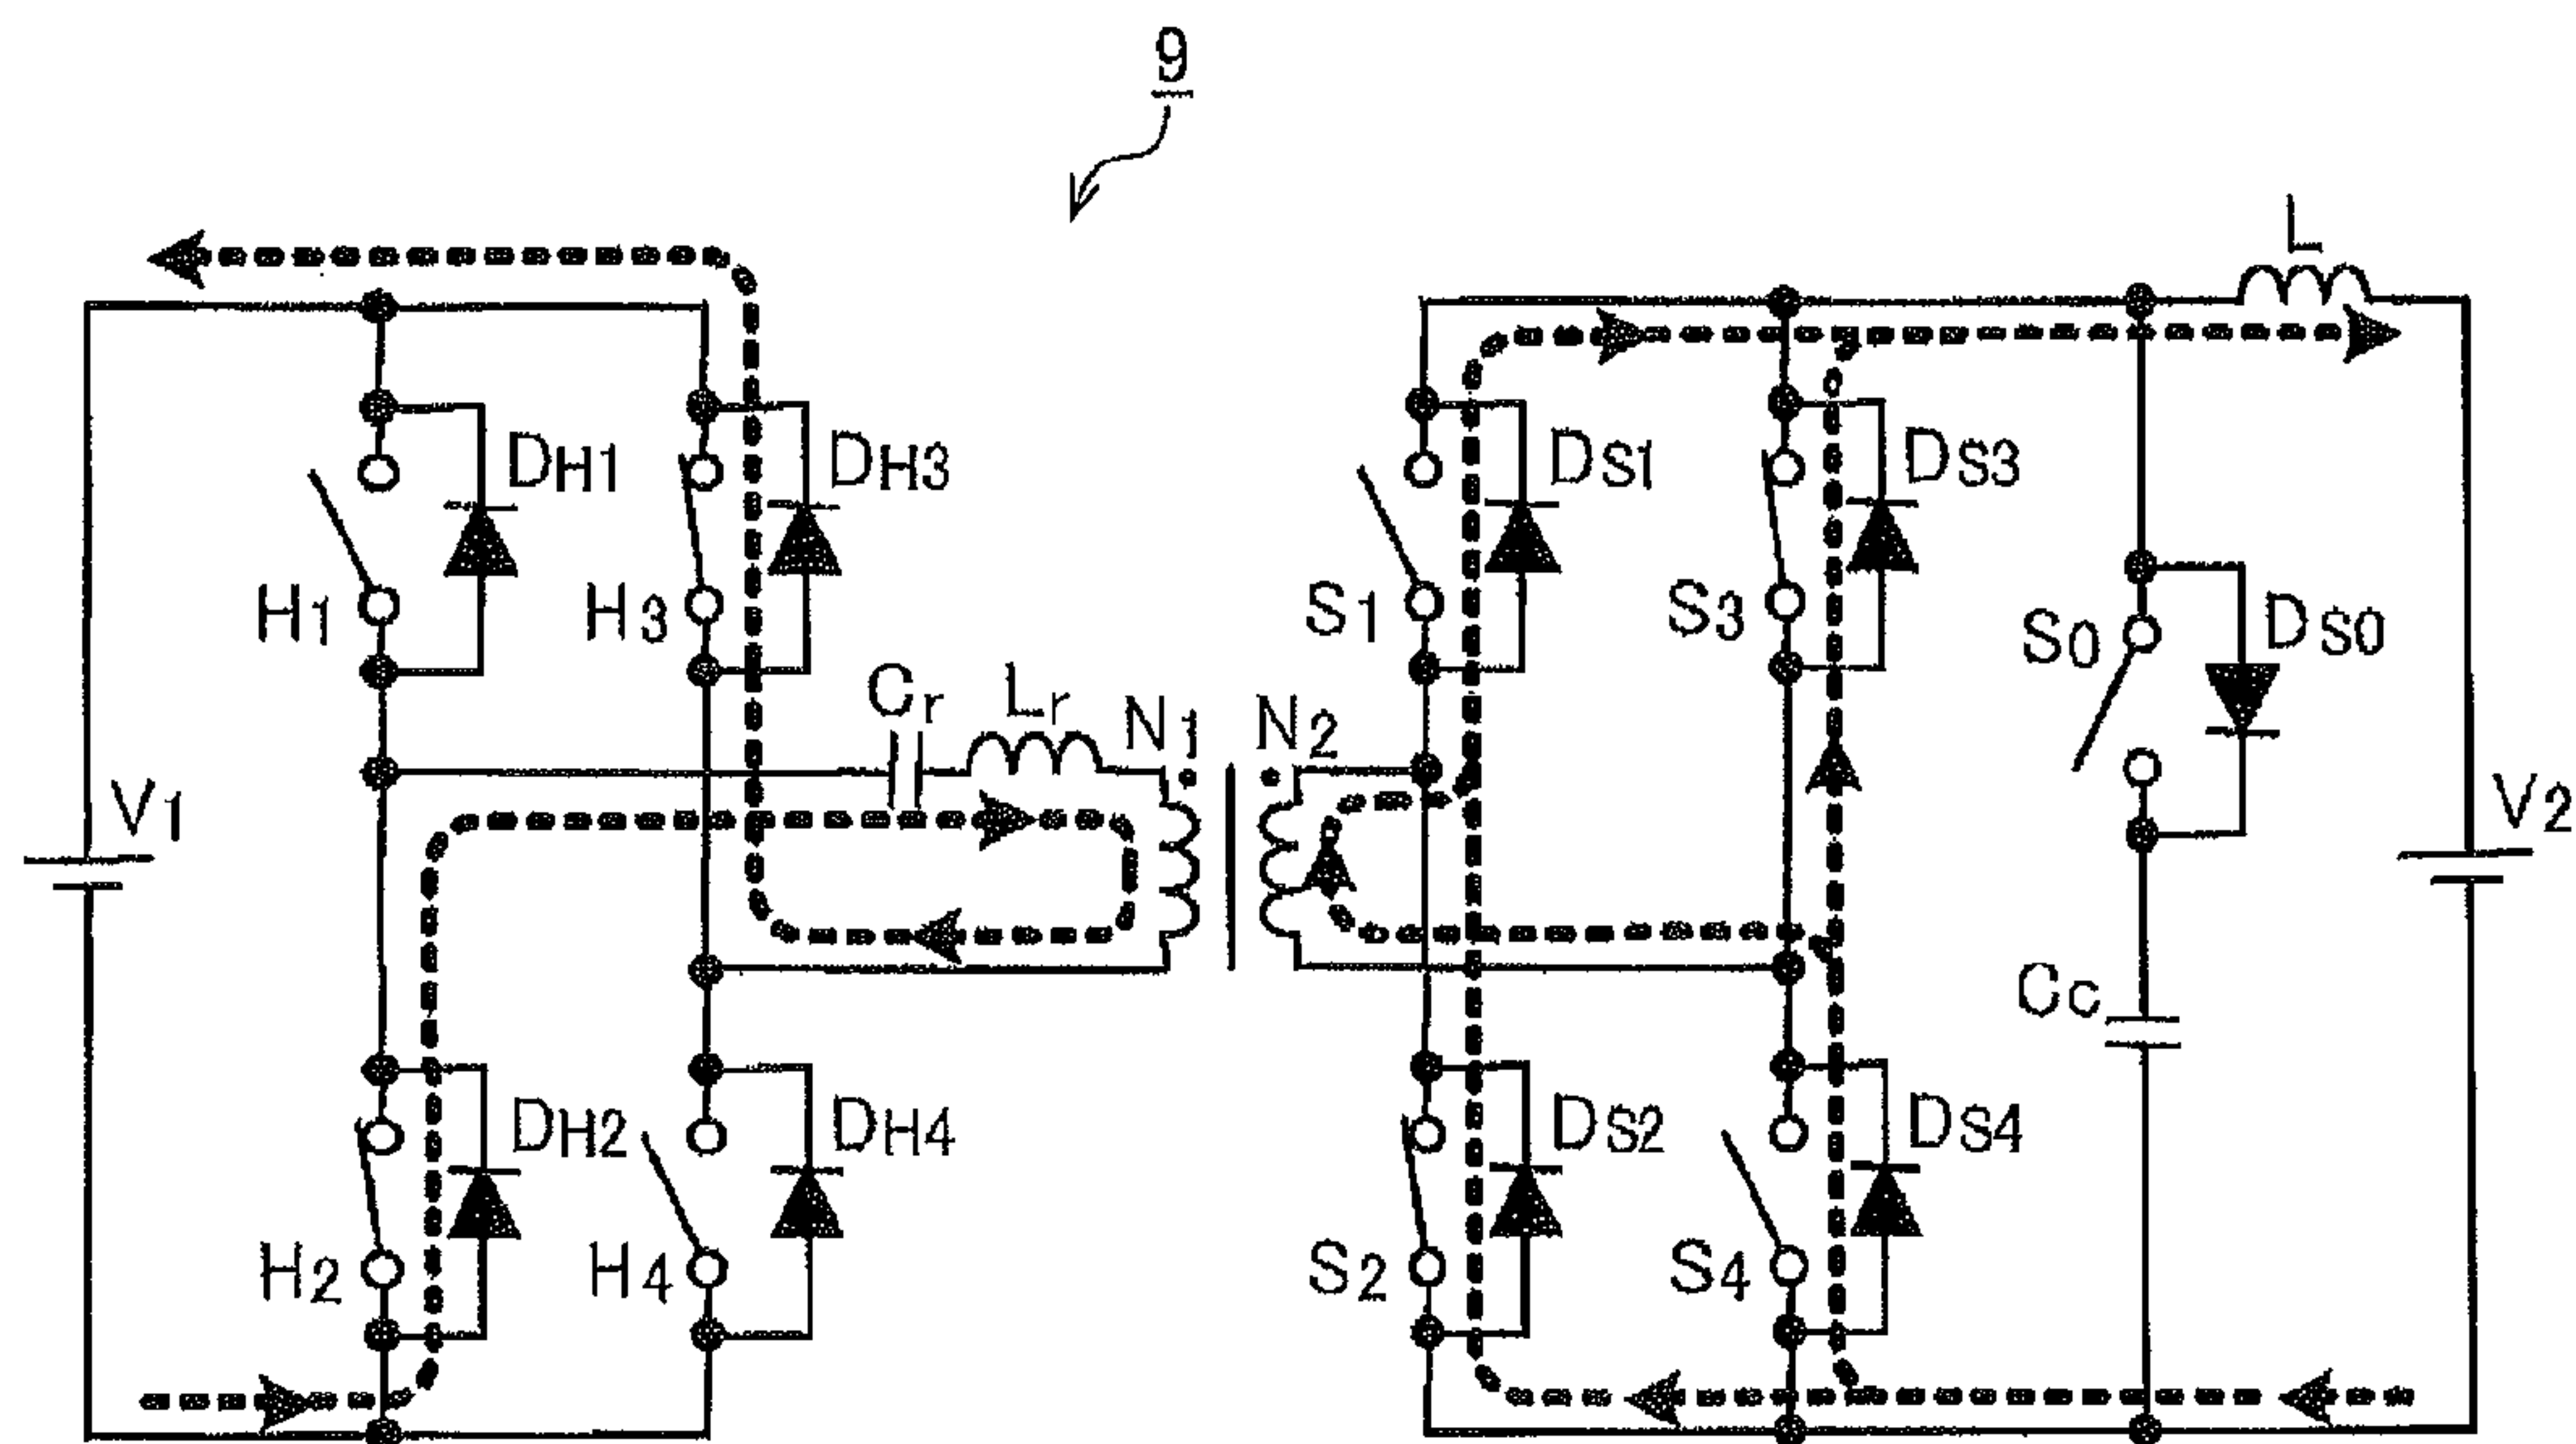 9
L
DH1
DH3
DS1
DS3
H1
H3
S1
S3
S0
DS0
Cr
Lr
N1
N2
V1
V2
Cc
DH2
DH4
DS2
DS4
H2
H4
S2
S4